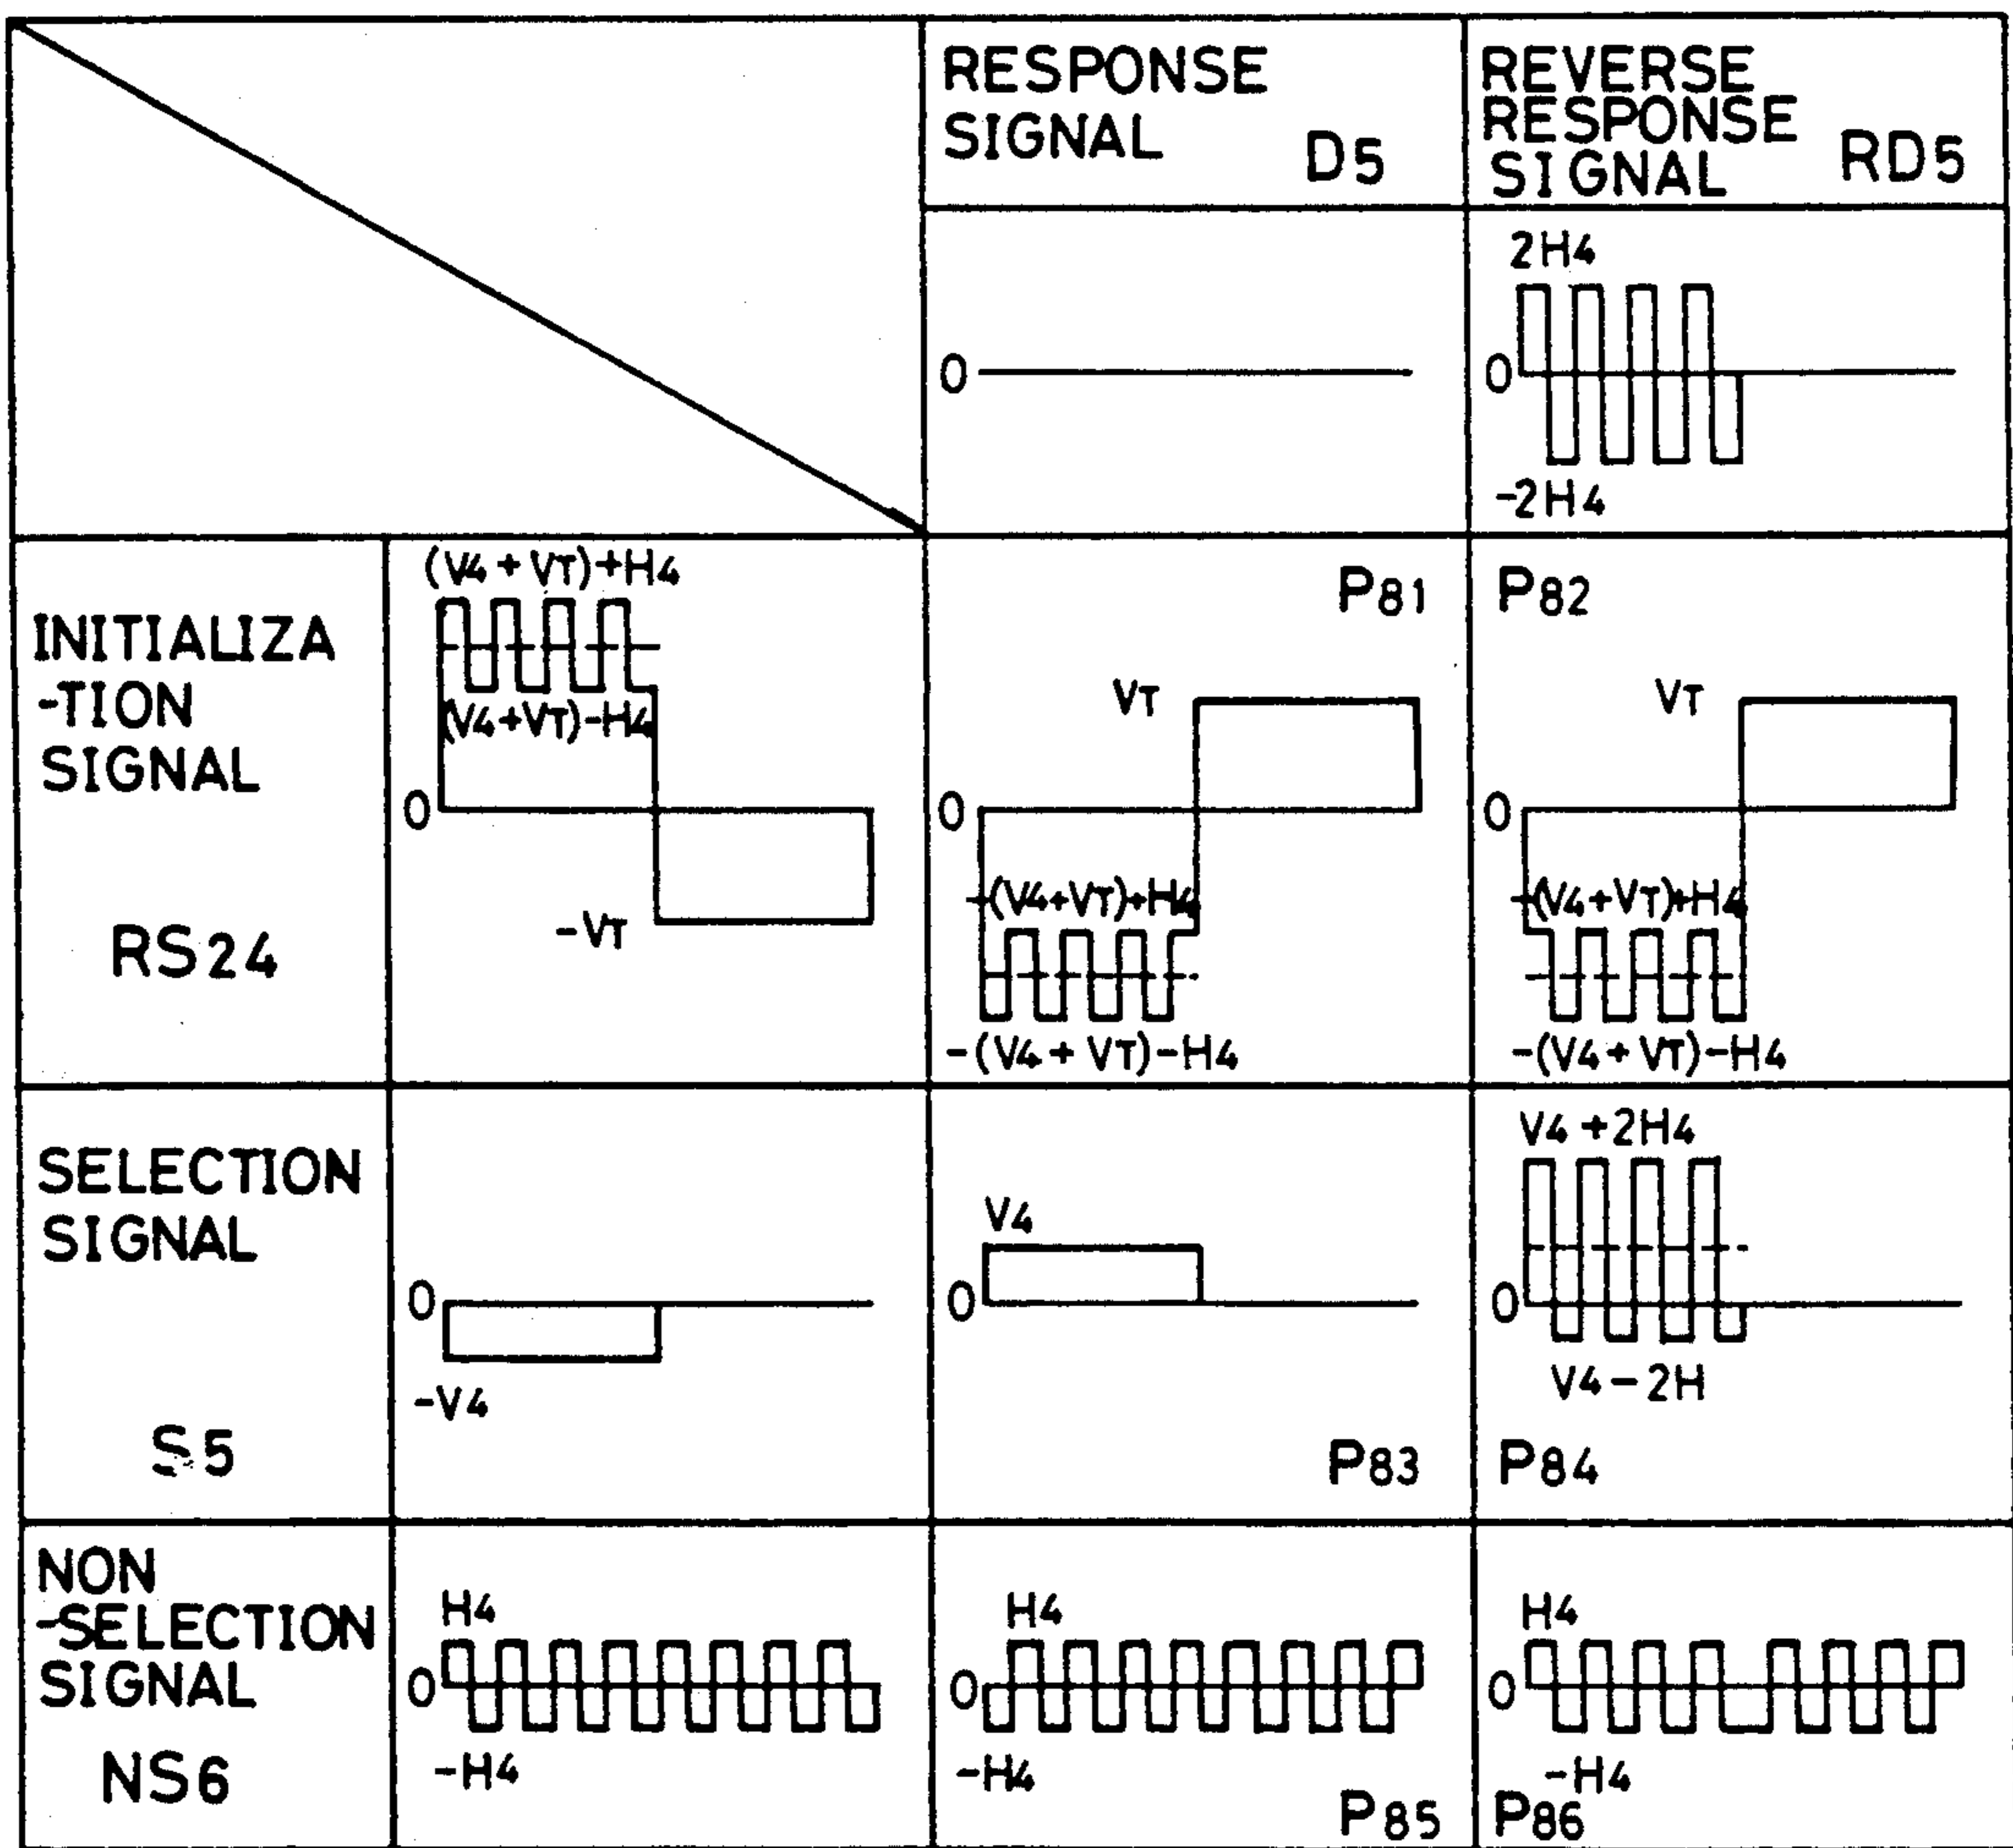 RESPONSE
SIGNAL D5
REVERSE
RESPONSE
SIGNAL RD5
0
2H4
0
-2H4
INITIALIZA
-TION
SIGNAL
RS24
(V4+VT)+H4
(V4+VT)-H4
0
-VT
P81
VT
0
-(V4+VT)+H4
-(V4+VT)-H4
P82
VT
0
-(V4+VT)+H4
-(V4+VT)-H4
SELECTION
SIGNAL
S5
0
-V4
V4
0
P83
V4+2H4
0
V4-2H
P84
NON
-SELECTION
SIGNAL
NS6
H4
0
-H4
H4
0
-H4
P85
H4
0
-H4
P86